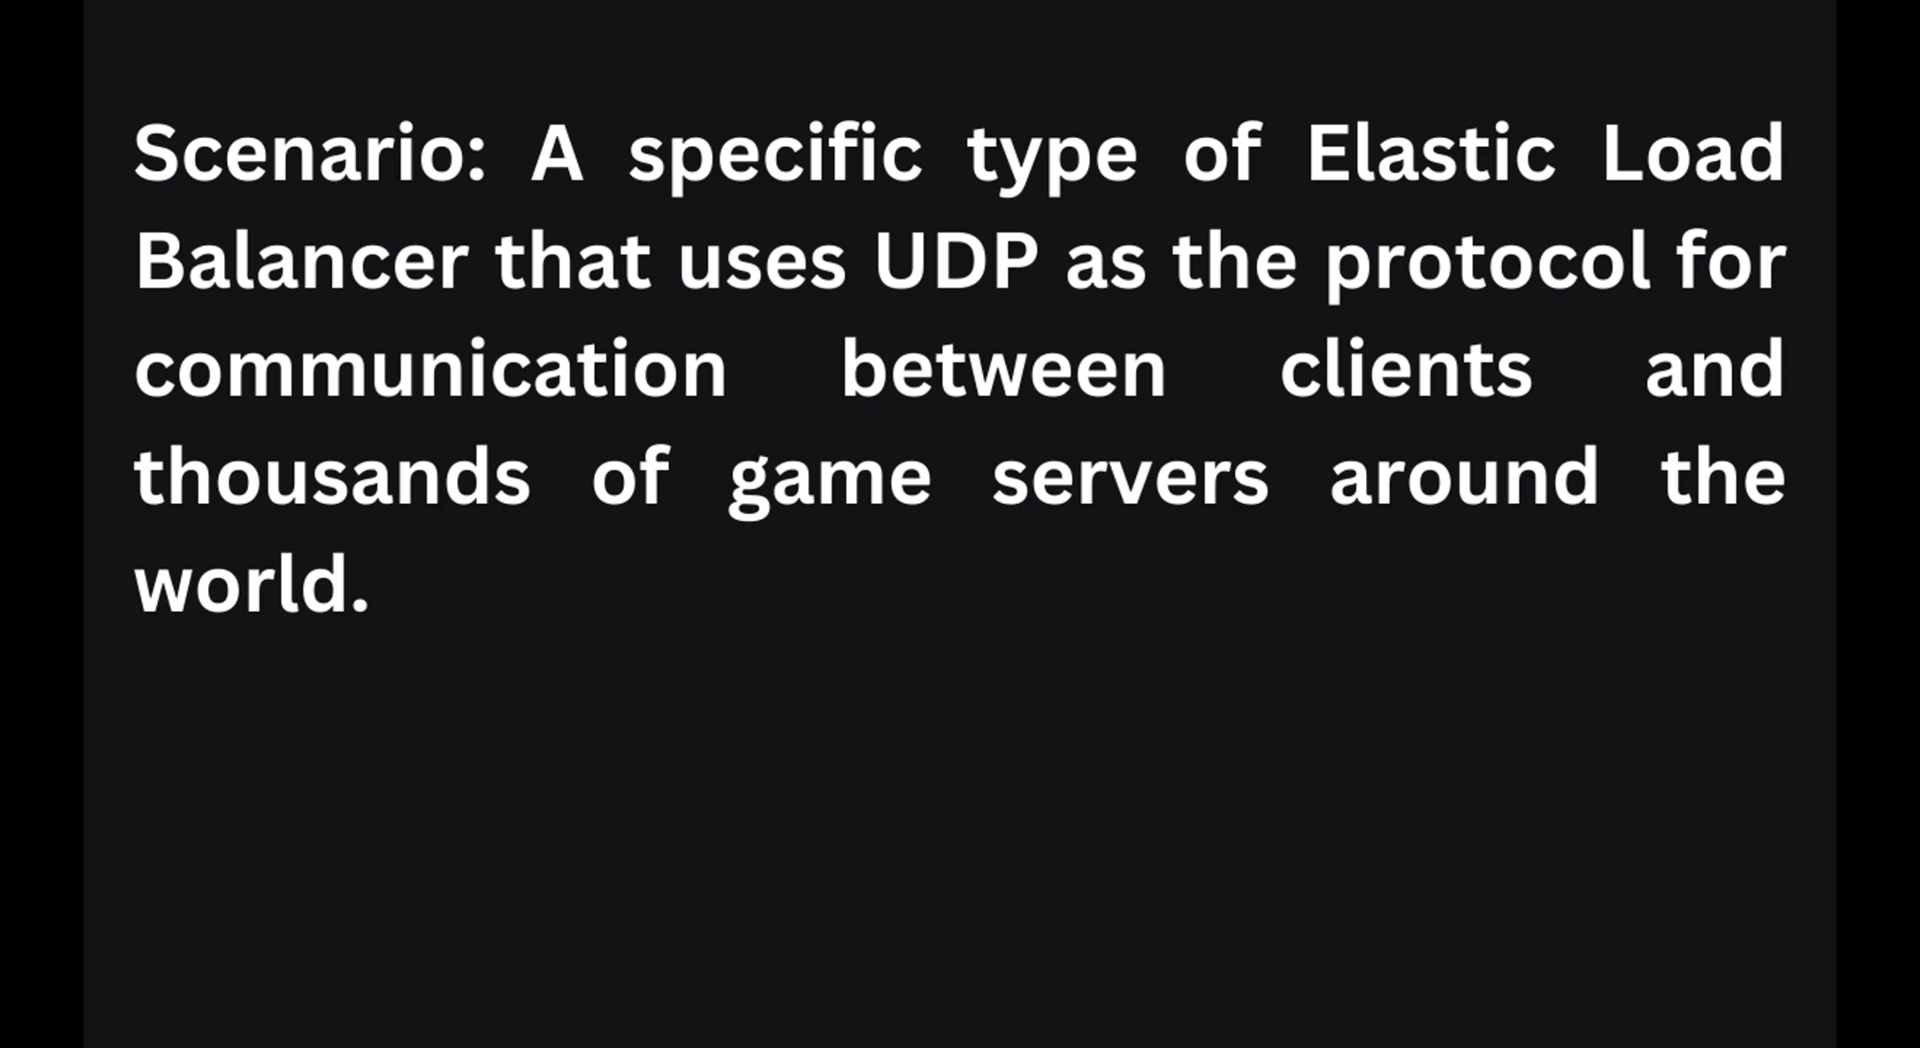 Scenario: A specific type of Elastic Load
Balancer that uses UDP as the protocol for
communication between clients and
thousands of game servers around the
world.